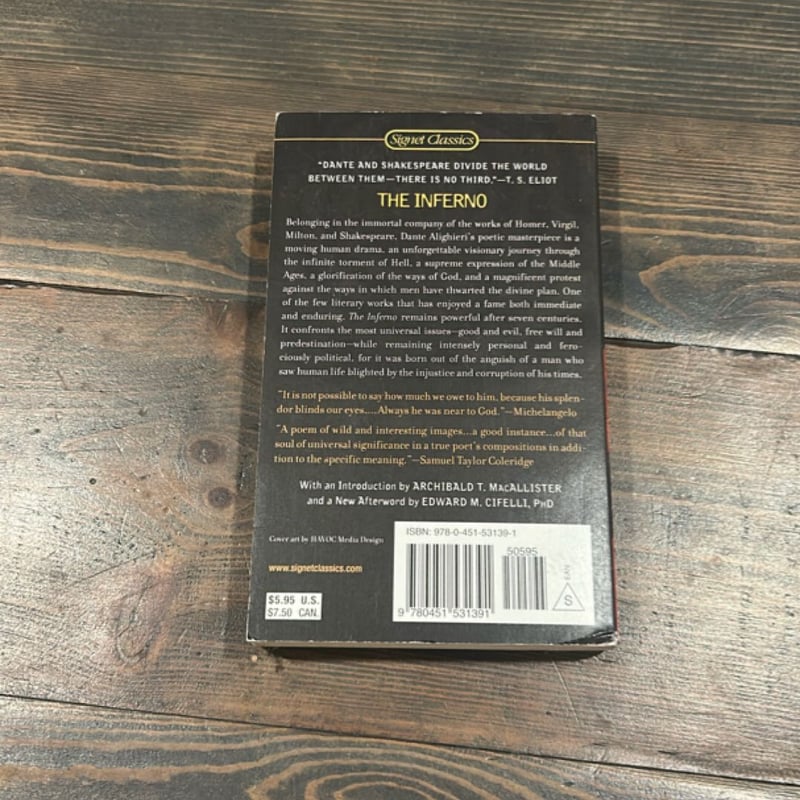 Signet Classics
"DANTE AND SHAKESPEARE DIVIDE THE WORLD
BETWEEN THEM—THERE IS NO THIRD."—T. S. ELIOT
THE INFERNO
Belonging in the immortal company of the works of Homer, Virgil,
Milton, and Shakespeare, Dante Alighieri's poetic masterpiece is a
moving human drama, an unforgettable visionary journey through
the infinite torment of Hell, a supreme expression of the Middle
Ages, a glorification of the ways of God, and a magnificent protest
against the ways in which men have thwarted the divine plan. One
of the few literary works that has enjoyed a fame both immediate
and enduring, The Inferno remains powerful after seven centuries.
It confronts the most universal issues—good and evil, free will and
predestination—while remaining intensely personal and fero-
ciously political, for it was born out of the anguish of a man who
saw human life blighted by the injustice and corruption of his times.
"It is not possible to say how much we owe to him, because his splen-
dor blinds our eyes....Always he was near to God."—Michelangelo
"A poem of wild and interesting images...a good instance...of that
soul of universal significance in a true poet's compositions in addi-
tion to the specific meaning."—Samuel Taylor Coleridge
With an Introduction by ARCHIBALD T. MACALLISTER
and a New Afterword by EDWARD M. CIFELLI, PHD
Cover art by HAVOC Media Design
www.signetclassics.com
$5.95 U.S.
$7.50 CAN.
ISBN: 978-0-451-53139-1
50595
9 780451 531391
EAN
S